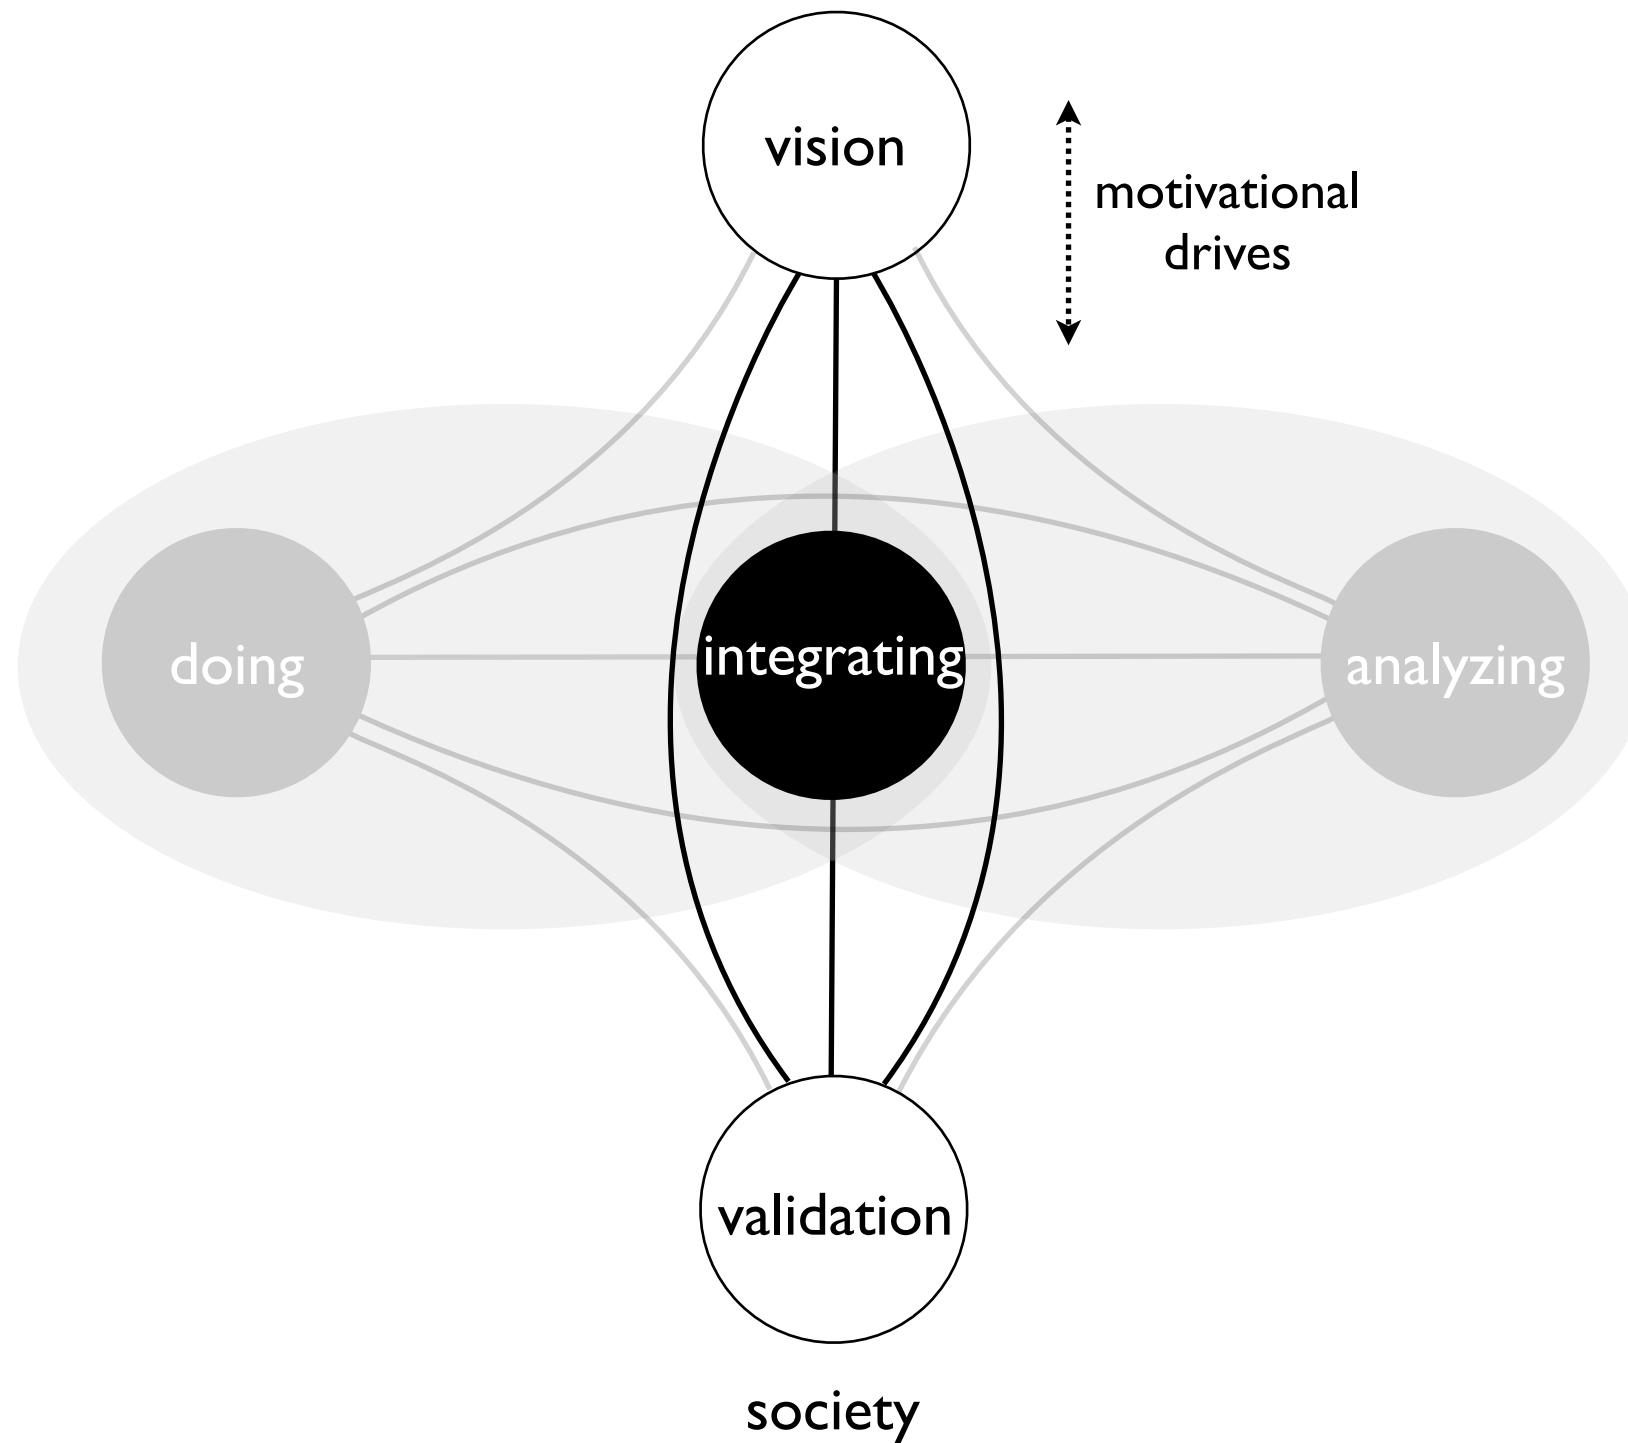 vision
motivational
drives
doing
integrating
analyzing
validation
society